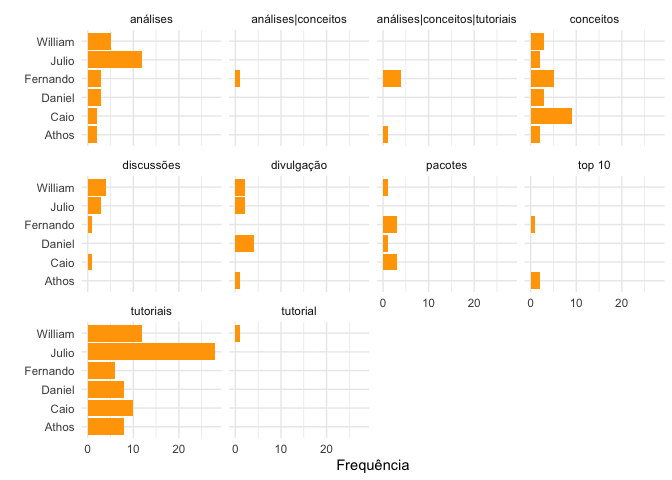 análises análises|conceitos análises|conceitos|tutoriais conceitos
William
Julio
Fernando
Daniel
Caio
Athos
discussões divulgação pacotes top 10
William
Julio
Fernando
Daniel
Caio
Athos
0 10 20 0 10 20
tutoriais tutorial
William
Julio
Fernando
Daniel
Caio
Athos
0 10 20 0 10 20
Frequência